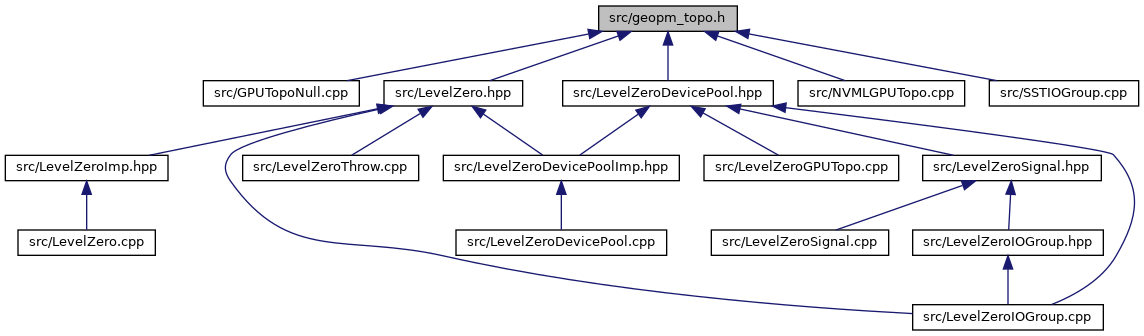 src/geopm_topo.h
src/GPUTopoNull.cpp
src/LevelZero.hpp
src/LevelZeroDevicePool.hpp
src/NVMLGPUTopo.cpp
src/SSTIOGroup.cpp
src/LevelZeroImp.hpp
src/LevelZeroThrow.cpp
src/LevelZeroDevicePoolImp.hpp
src/LevelZeroGPUTopo.cpp
src/LevelZeroSignal.hpp
src/LevelZero.cpp
src/LevelZeroDevicePool.cpp
src/LevelZeroSignal.cpp
src/LevelZeroIOGroup.hpp
src/LevelZeroIOGroup.cpp